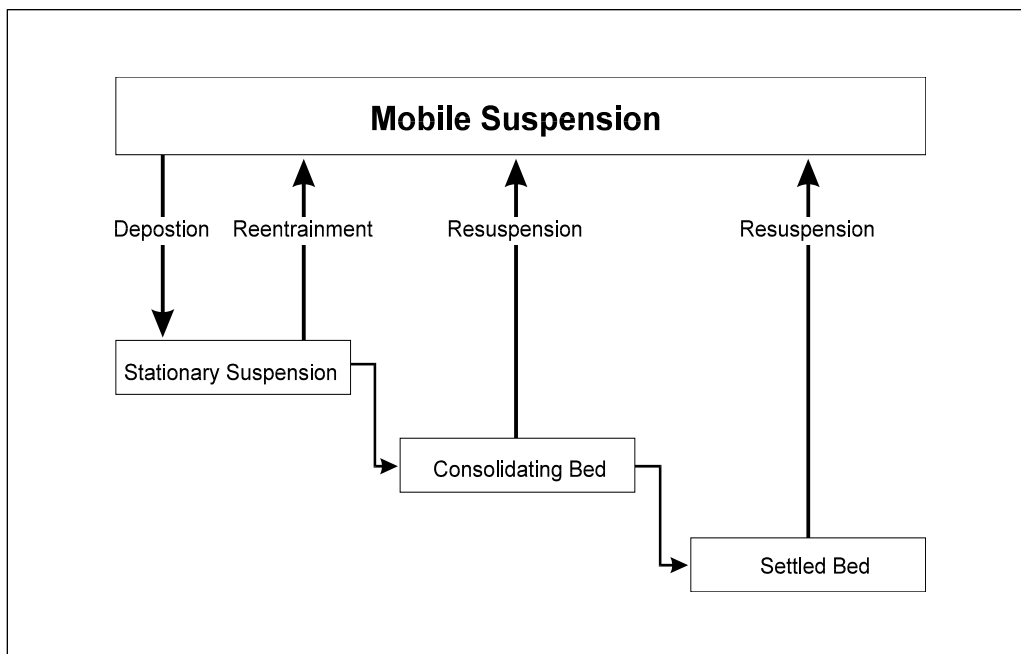 Mobile Suspension
Depostion
Reentrainment
Resuspension
Resuspension
Stationary Suspension
Consolidating Bed
Settled Bed